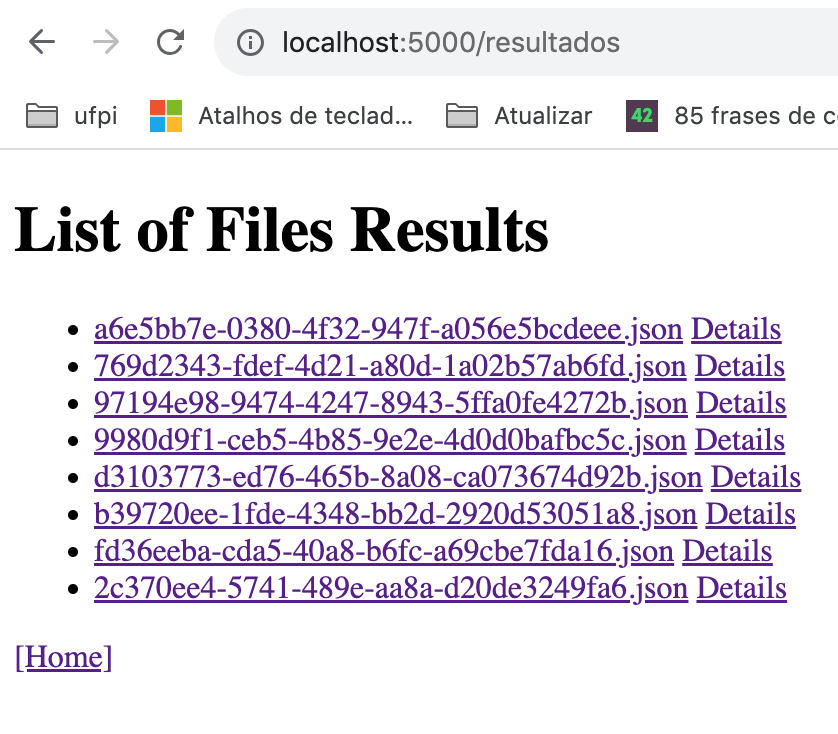 localhost:5000/resultados
ufpi Atalhos de teclad... Atualizar 42 85 frases de
List of Files Results
a6e5bb7e-0380-4f32-947f-a056e5bcdeee.json Details
769d2343-fdef-4d21-a80d-1a02b57ab6fd.json Details
97194e98-9474-4247-8943-5ffa0fe4272b.json Details
9980d9f1-ceb5-4b85-9e2e-4d0d0bafbc5c.json Details
d3103773-ed76-465b-8a08-ca073674d92b.json Details
b39720ee-1fde-4348-bb2d-2920d53051a8.json Details
fd36eeba-cda5-40a8-b6fc-a69cbe7fda16.json Details
2c370ee4-5741-489e-aa8a-d20de3249fa6.json Details
[Home]